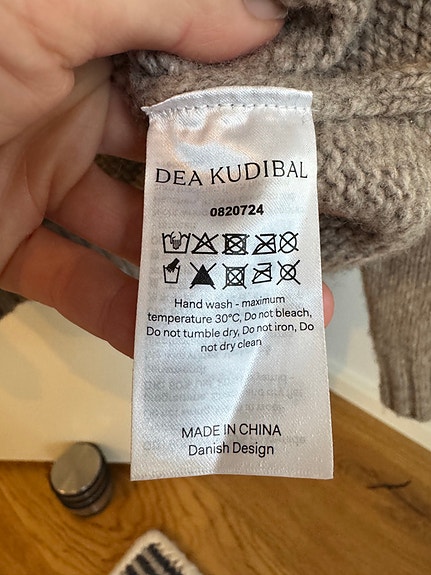 DEA KUDIBAL
0820724
Hand wash - maximum
temperature 30°C, Do not bleach,
Do not tumble dry, Do not iron, Do
not dry clean
MADE IN CHINA
Danish Design